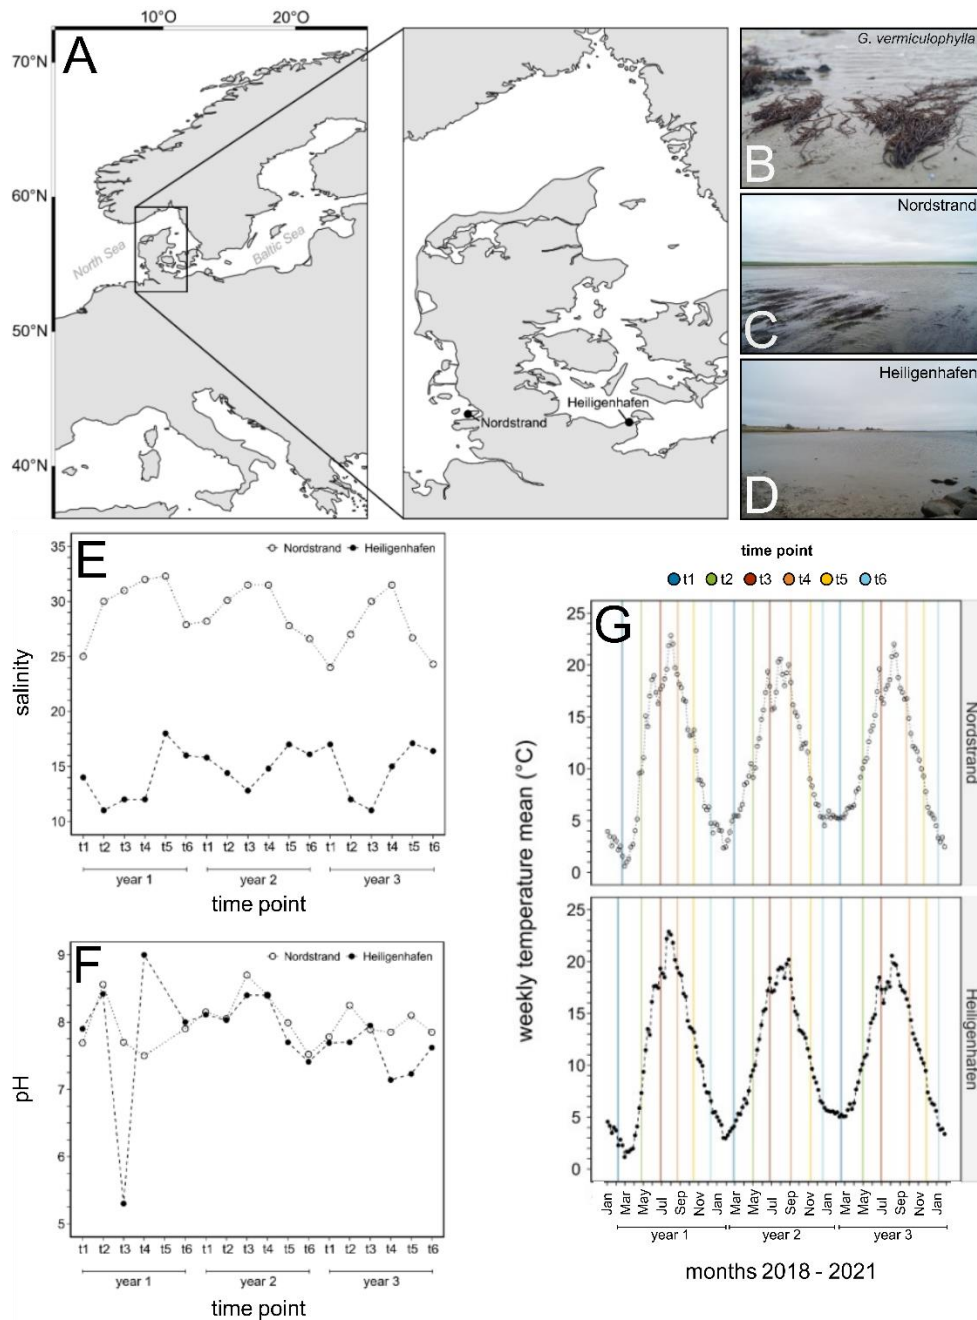 10°O 20°O
A
70°N
60°N
50°N
40°N
North Sea
Baltic Sea
Nordstrand
Heiligenhafen
G. vermiculophylla
B
Nordstrand
C
Heiligenhafen
D
E
Nordstrand Heiligenhafen
salinity
35
30
25
20
15
10
t1 t2 t3 t4 t5 t6 t1 t2 t3 t4 t5 t6 t1 t2 t3 t4 t5 t6
year 1 year 2 year 3
time point
F
Nordstrand Heiligenhafen
pH
9
8
7
6
5
t1 t2 t3 t4 t5 t6 t1 t2 t3 t4 t5 t6 t1 t2 t3 t4 t5 t6
year 1 year 2 year 3
time point
time point
t1 t2 t3 t4 t5 t6
G
weekly temperature mean (°C)
25
20
15
10
5
0
Nordstrand
25
20
15
10
5
0
Heiligenhafen
Jan Mar May Jul Sep Nov Jan Mar May Jul Sep Nov Jan Mar May Jul Sep Nov Jan
year 1 year 2 year 3
months 2018 - 2021